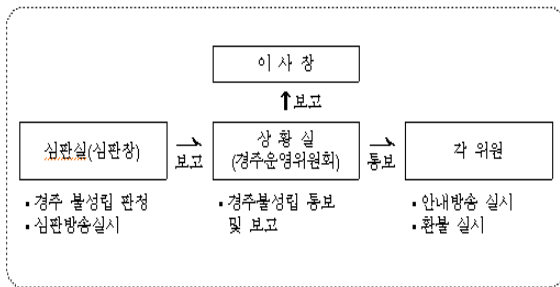 이 사 장
↑보고
심판실(심판장)
→
보고
상 황 실
(경주운영위원회)
→
통보
각 위원
▪ 경주 불성립 판정
▪ 심판방송실시
▪ 경주불성립 통보
및 보고
▪ 안내방송 실시
▪ 환불 실시